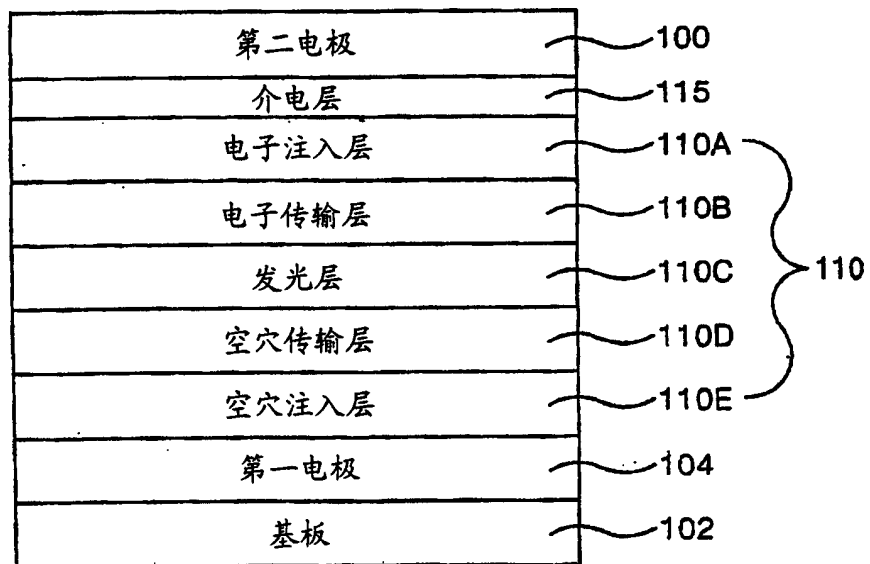 第二电极 100
介电层 115
电子注入层 110A
电子传输层 110B
发光层 110C 110
空穴传输层 110D
空穴注入层 110E
第一电极 104
基板 102